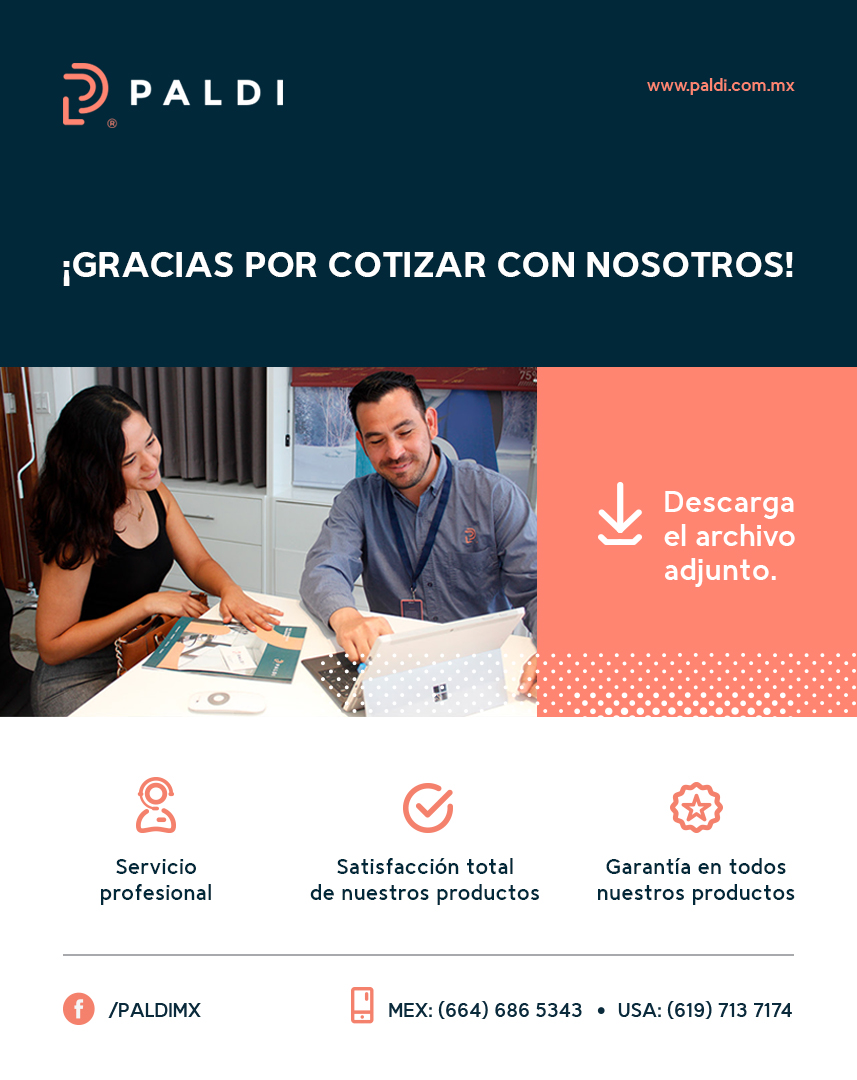 PALDI
®
www.paldi.com.mx
¡GRACIAS POR COTIZAR CON NOSOTROS!
75
Descarga
el archivo
adjunto.
Servicio
profesional
Satisfacción total
de nuestros productos
Garantía en todos
nuestros productos
/PALDIMX
MEX: (664) 686 5343 • USA: (619) 713 7174